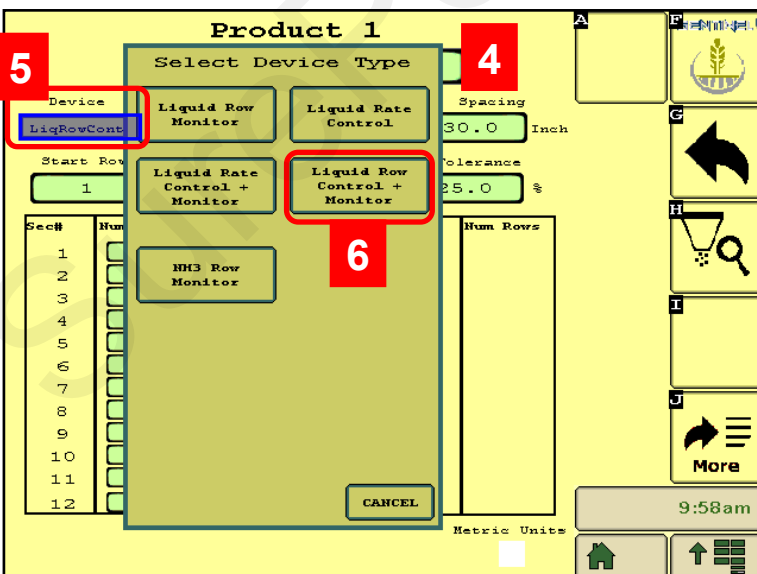 Product 1
A
F
SENTINEL
5
Select Device Type
4
Device
Liquid Row
Monitor
Liquid Rate
Control
Spacing
LiqRowCont
30.0 Inch
G
Start Row
Liquid Rate
Control +
Monitor
Liquid Row
Control +
Monitor
Tolerance
1
25.0 %
H
Sec#
Num
Num Rows
6
NH3 Row
Monitor
1
2
3
I
4
5
6
7
J
8
9
10
More
11
12
CANCEL
9:58am
Metric Units